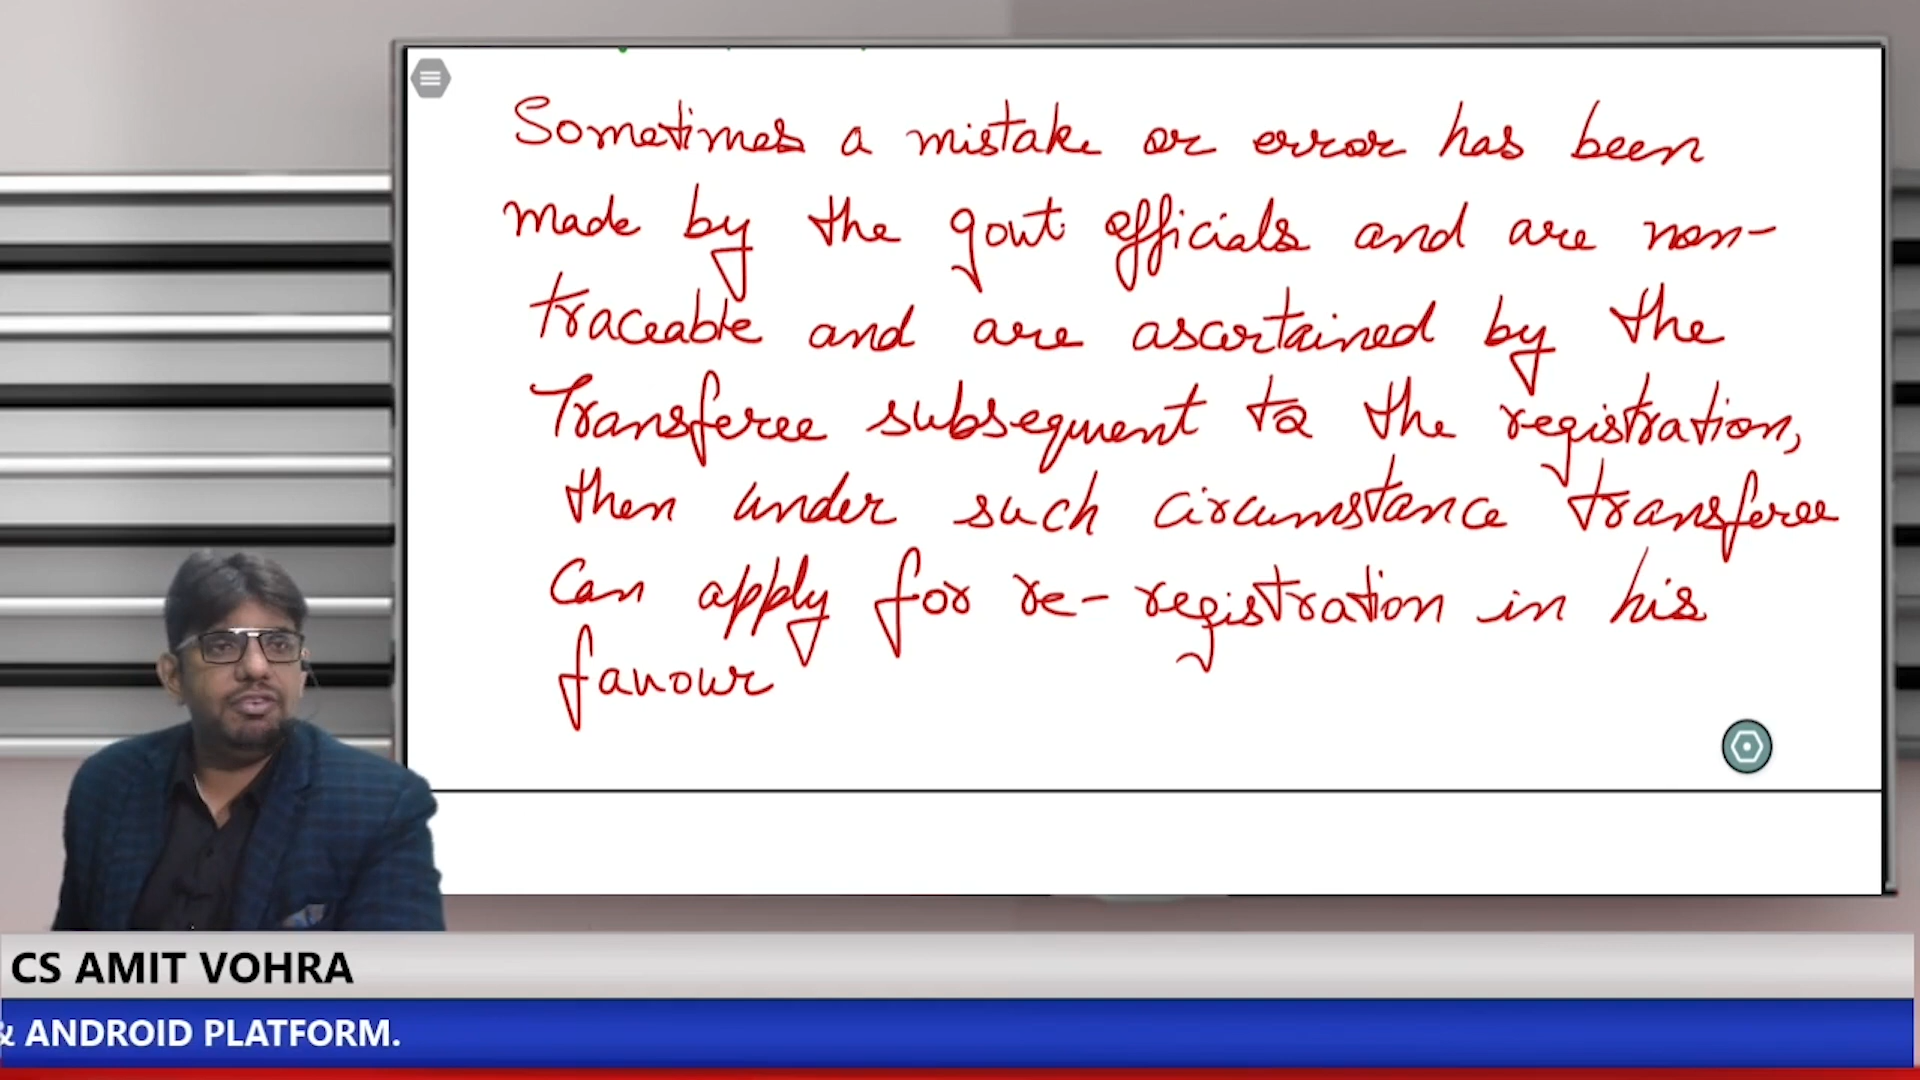 Sometimes a mistake or error has been
made by the govt officials and are non-
traceable and are ascertained by the
Transferee subsequent to the registration,
then under such circumstance transferee
Can apply for re-registration in his
favour
CS AMIT VOHRA
& ANDROID PLATFORM.